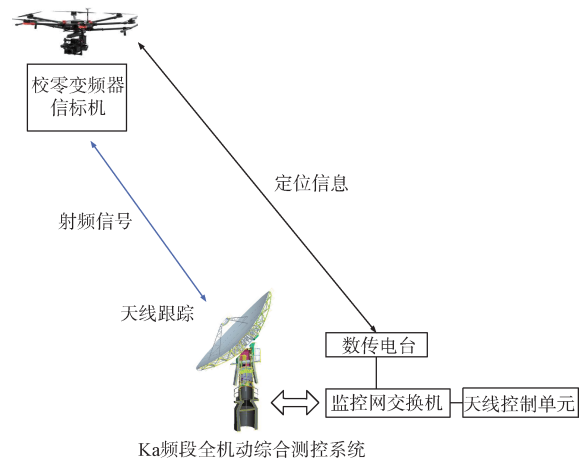 校零变频器
信标机
定位信息
射频信号
天线跟踪
数传电台
监控网交换机
天线控制单元
Ka频段全机动综合测控系统